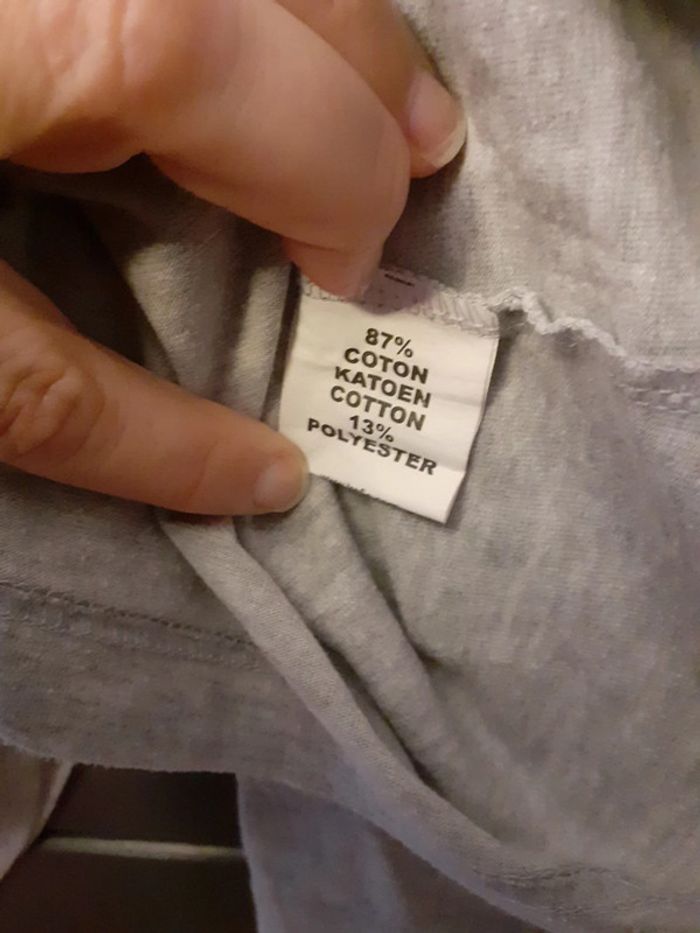 87%
COTON
KATOEN
COTTON
13%
POLYESTER